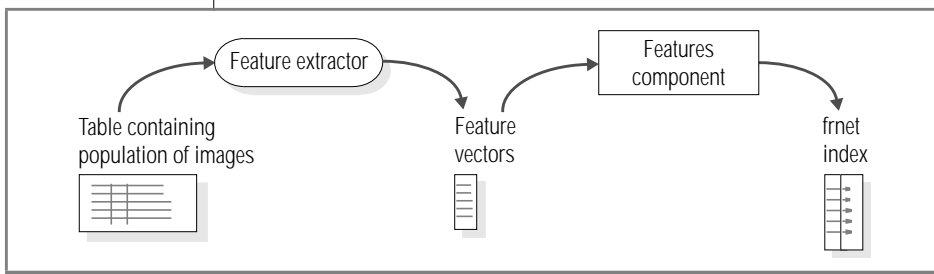 Feature extractor
Features
component
Table containing
population of images
Feature
vectors
frnet
index